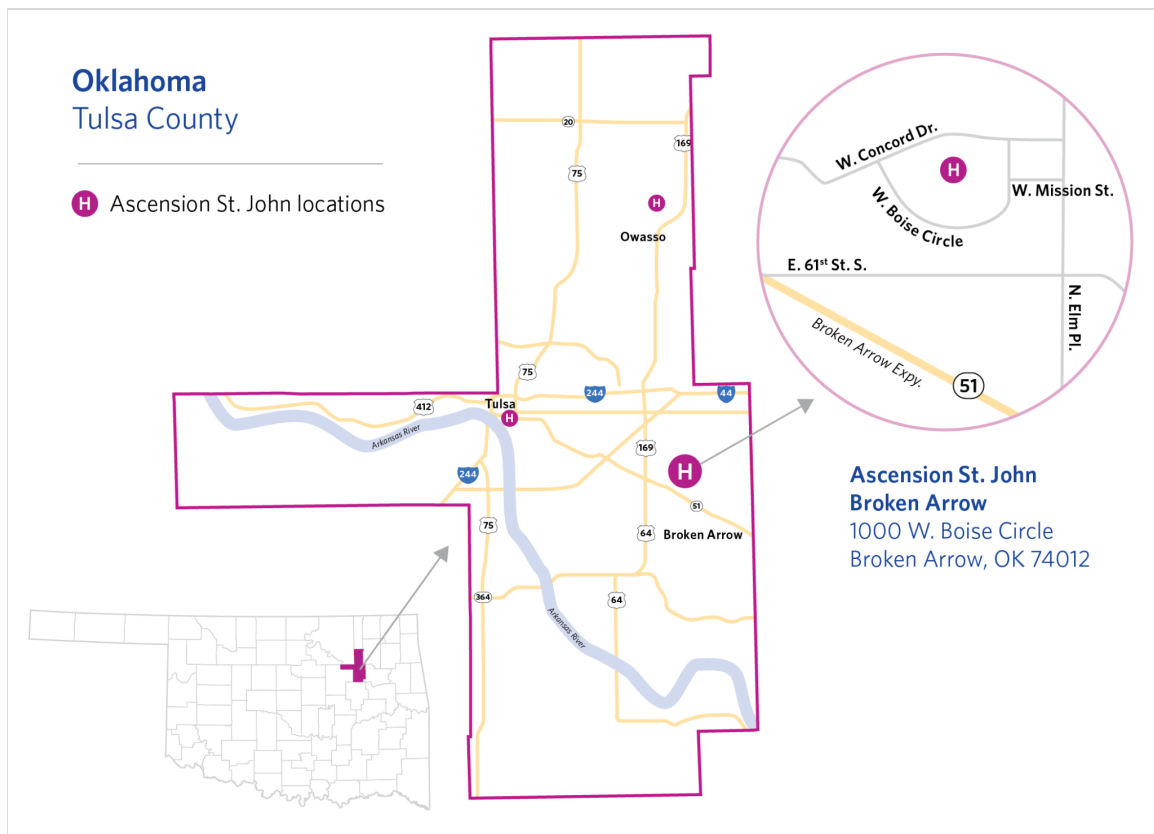 Oklahoma
Tulsa County
H Ascension St. John locations
20
169
75
H
Owasso
75
244
44
412
Tulsa
H
Arkansas River
169
H
244
51
75
64
Broken Arrow
364
64
Arkansas River
W. Concord Dr.
H
W. Mission St.
W. Boise Circle
E. 61st St. S.
N. Elm Pl.
Broken Arrow Expy.
51
Ascension St. John
Broken Arrow
1000 W. Boise Circle
Broken Arrow, OK 74012